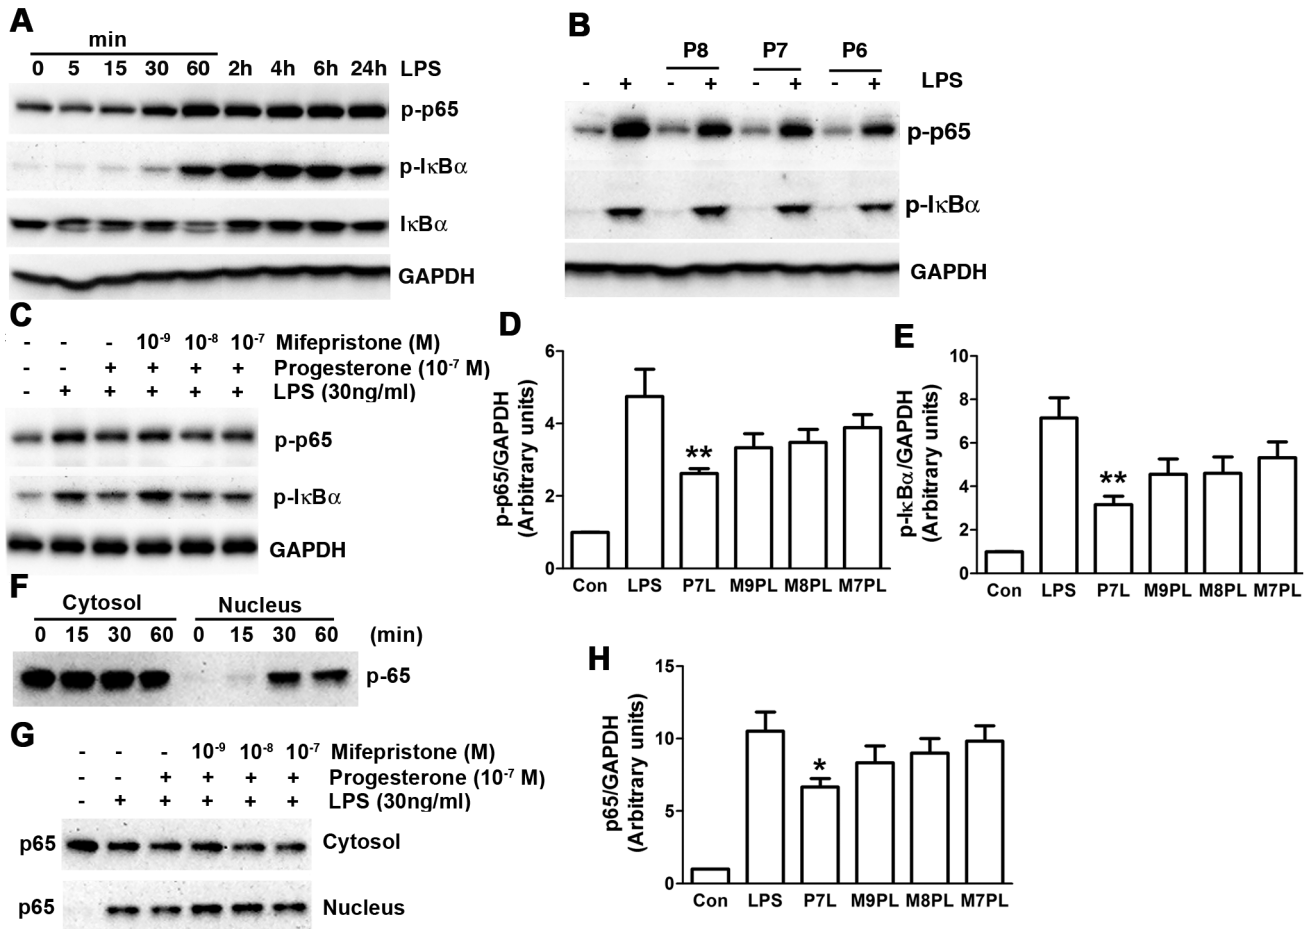 A
min
0 5 15 30 60 2h 4h 6h 24h LPS
p-p65
p-IκBα
IκBα
GAPDH
B
P8 P7 P6
- + - + - + - + LPS
p-p65
p-IκBα
GAPDH
C
- - - 10-9 10-8 10-7 Mifepristone (M)
- - + + + + Progesterone (10-7 M)
- + + + + + LPS (30ng/ml)
p-p65
p-IκBα
GAPDH
D
p-p65/GAPDH
(Arbitrary units)
6
4
2
0
**
Con LPS P7L M9PL M8PL M7PL
E
p-IκBα/GAPDH
(Arbitrary units)
10
8
6
4
2
0
**
Con LPS P7L M9PL M8PL M7PL
F
Cytosol Nucleus
0 15 30 60 0 15 30 60 (min)
p-65
G
- - - 10-9 10-8 10-7 Mifepristone (M)
- - + + + + Progesterone (10-7 M)
- + + + + + LPS (30ng/ml)
p65 Cytosol
p65 Nucleus
H
p65/GAPDH
(Arbitrary units)
15
10
5
0
*
Con LPS P7L M9PL M8PL M7PL